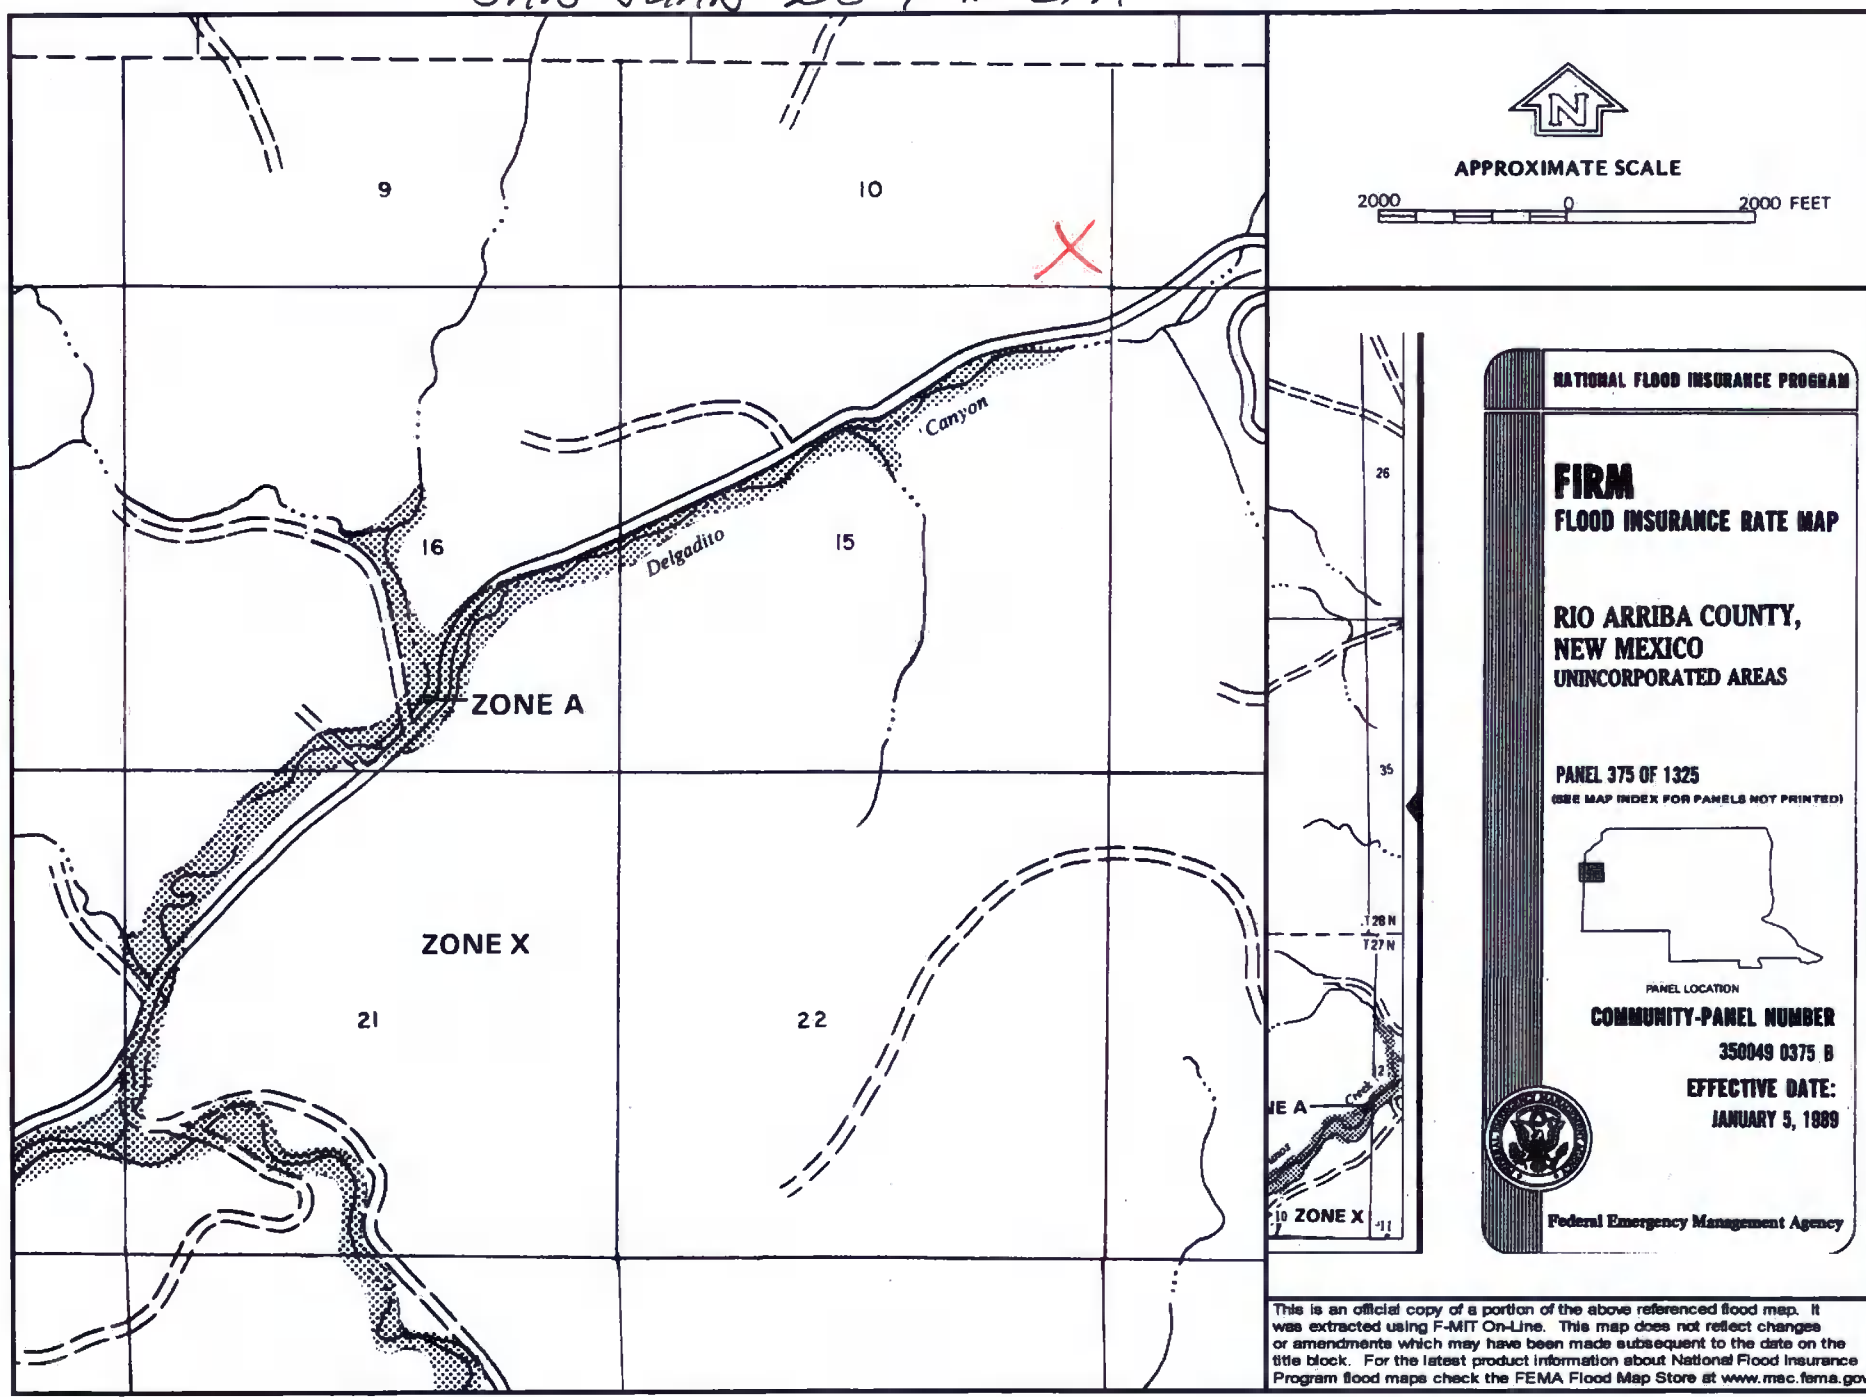 9
10
16
15
Canyon
Delgadito
ZONE A
ZONE X
21
22
N
APPROXIMATE SCALE
2000 0 2000 FEET
26
35
T28 N
T27 N
12
Creek
NE A
10 ZONE X 11
NATIONAL FLOOD INSURANCE PROGRAM
FIRM
FLOOD INSURANCE RATE MAP
RIO ARRIBA COUNTY,
NEW MEXICO
UNINCORPORATED AREAS
PANEL 375 OF 1325
(SEE MAP INDEX FOR PANELS NOT PRINTED)
PANEL LOCATION
COMMUNITY-PANEL NUMBER
350049 0375 B
EFFECTIVE DATE:
JANUARY 5, 1989
Federal Emergency Management Agency
This is an official copy of a portion of the above referenced flood map. It
was extracted using F-MIT On-Line. This map does not reflect changes
or amendments which may have been made subsequent to the date on the
title block. For the latest product information about National Flood Insurance
Program flood maps check the FEMA Flood Map Store at www.msc.fema.gov